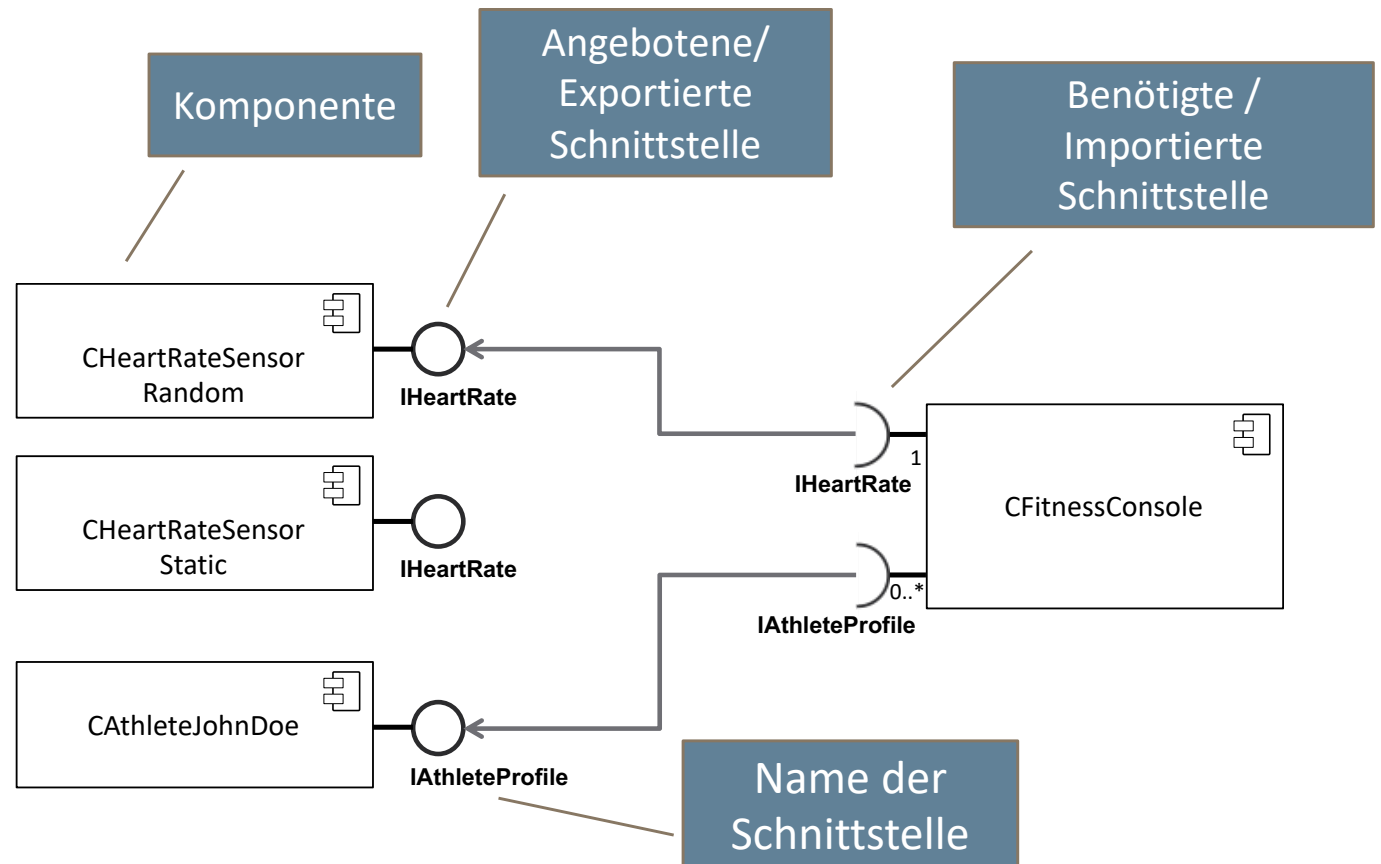 Komponente
Angebotene/
Exportierte
Schnittstelle
Benötigte /
Importierte
Schnittstelle
CHeartRateSensor
Random
IHeartRate
CHeartRateSensor
Static
IHeartRate
CAthleteJohnDoe
IAthleteProfile
1
IHeartRate
0..*
IAthleteProfile
CFitnessConsole
Name der
Schnittstelle